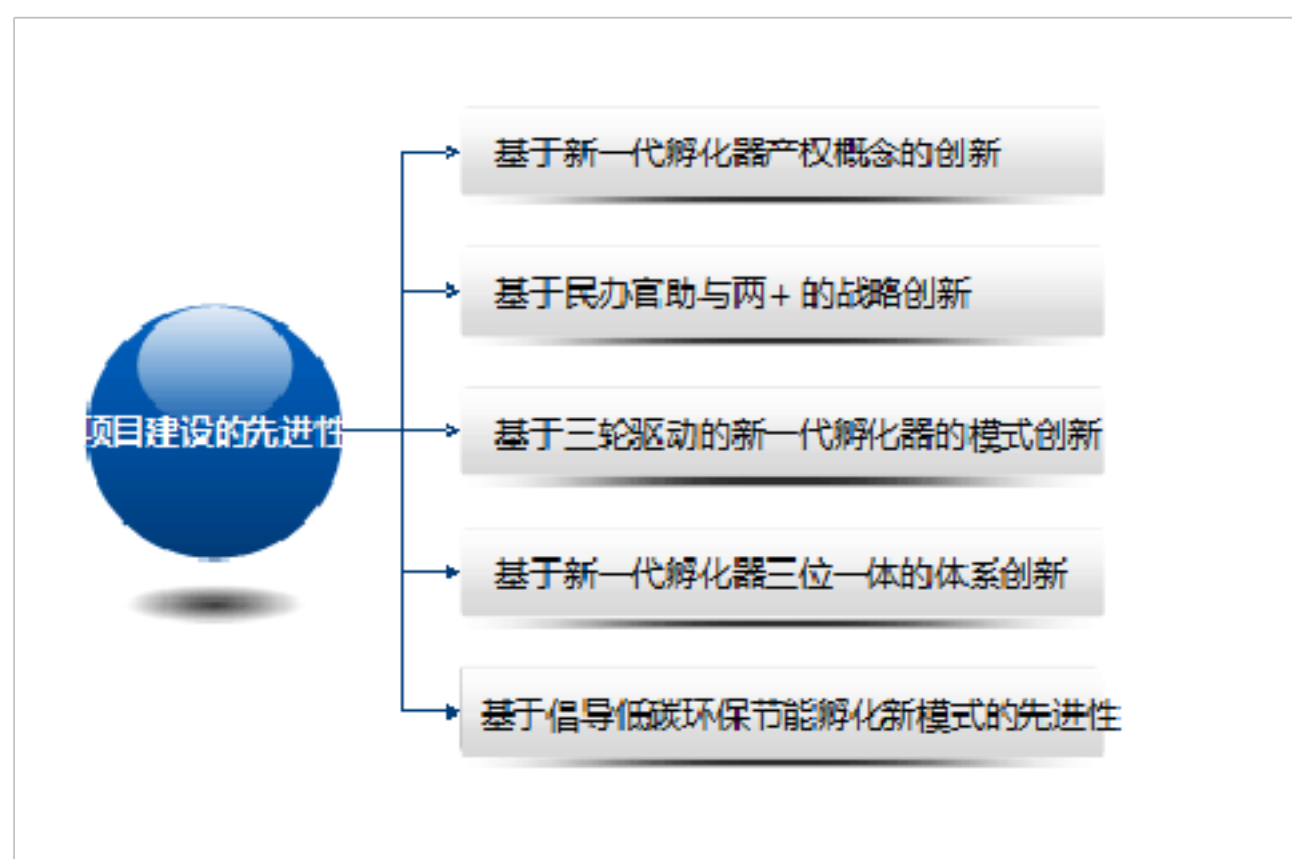 基于新一代孵化器产权概念的创新
基于民办官助与两+ 的战略创新
项目建设的先进性
基于三轮驱动的新一代孵化器的模式创新
基于新一代孵化器三位一体的体系创新
基于倡导低碳环保节能孵化新模式的先进性